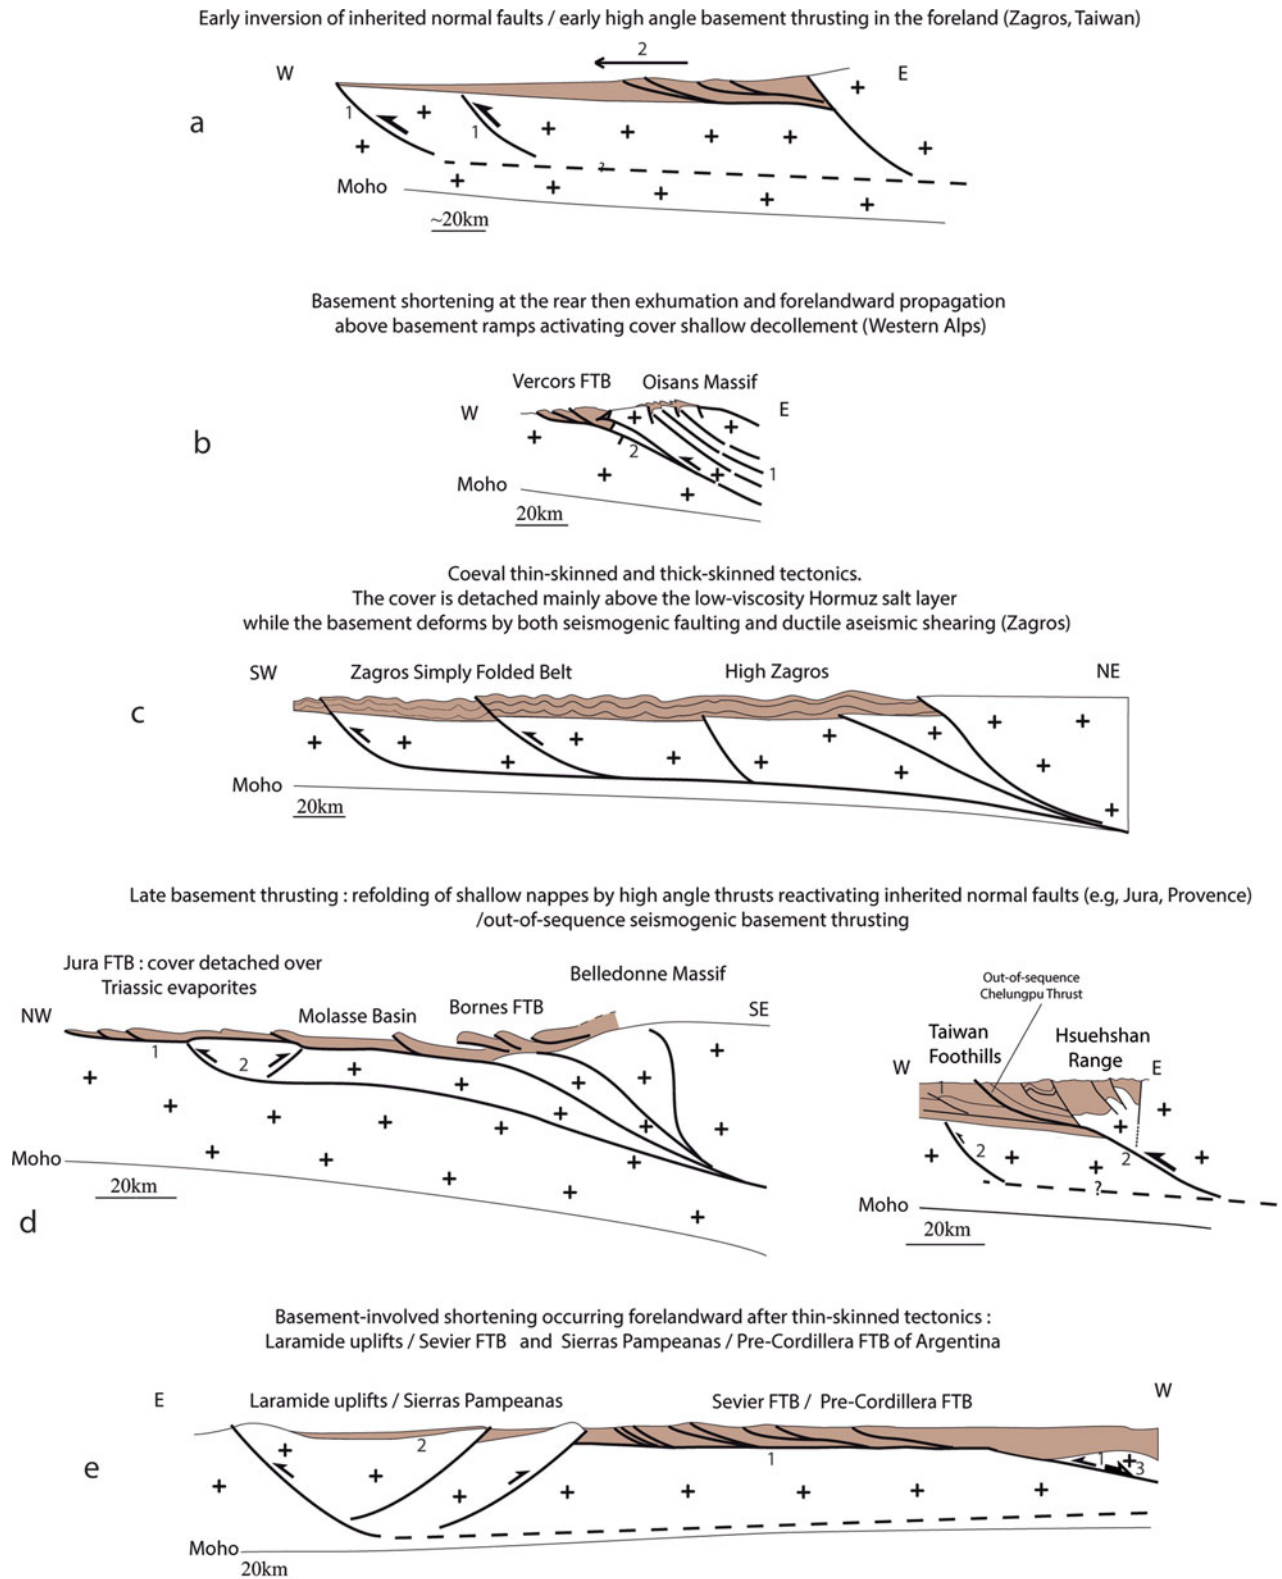 Early inversion of inherited normal faults / early high angle basement thrusting in the foreland (Zagros, Taiwan)
2
W
E
a
1
1
?
Moho
~20km
Basement shortening at the rear then exhumation and forelandward propagation
above basement ramps activating cover shallow decollement (Western Alps)
Vercors FTB
Oisans Massif
W
E
b
2
1
Moho
20km
Coeval thin-skinned and thick-skinned tectonics.
The cover is detached mainly above the low-viscosity Hormuz salt layer
while the basement deforms by both seismogenic faulting and ductile aseismic shearing (Zagros)
SW
Zagros Simply Folded Belt
High Zagros
NE
c
Moho
20km
Late basement thrusting : refolding of shallow nappes by high angle thrusts reactivating inherited normal faults (e.g, Jura, Provence)
/out-of-sequence seismogenic basement thrusting
Jura FTB : cover detached over
Triassic evaporites
Belledonne Massif
NW
Molasse Basin
Bornes FTB
SE
1
2
Moho
20km
d
Out-of-sequence
Chelungpu Thrust
Taiwan
Foothills
Hsuehshan
Range
W
E
1
2
2
?
Moho
20km
Basement-involved shortening occurring forelandward after thin-skinned tectonics :
Laramide uplifts / Sevier FTB and Sierras Pampeanas / Pre-Cordillera FTB of Argentina
E
Laramide uplifts / Sierras Pampeanas
Sevier FTB / Pre-Cordillera FTB
W
2
1
1
3
e
Moho
20km